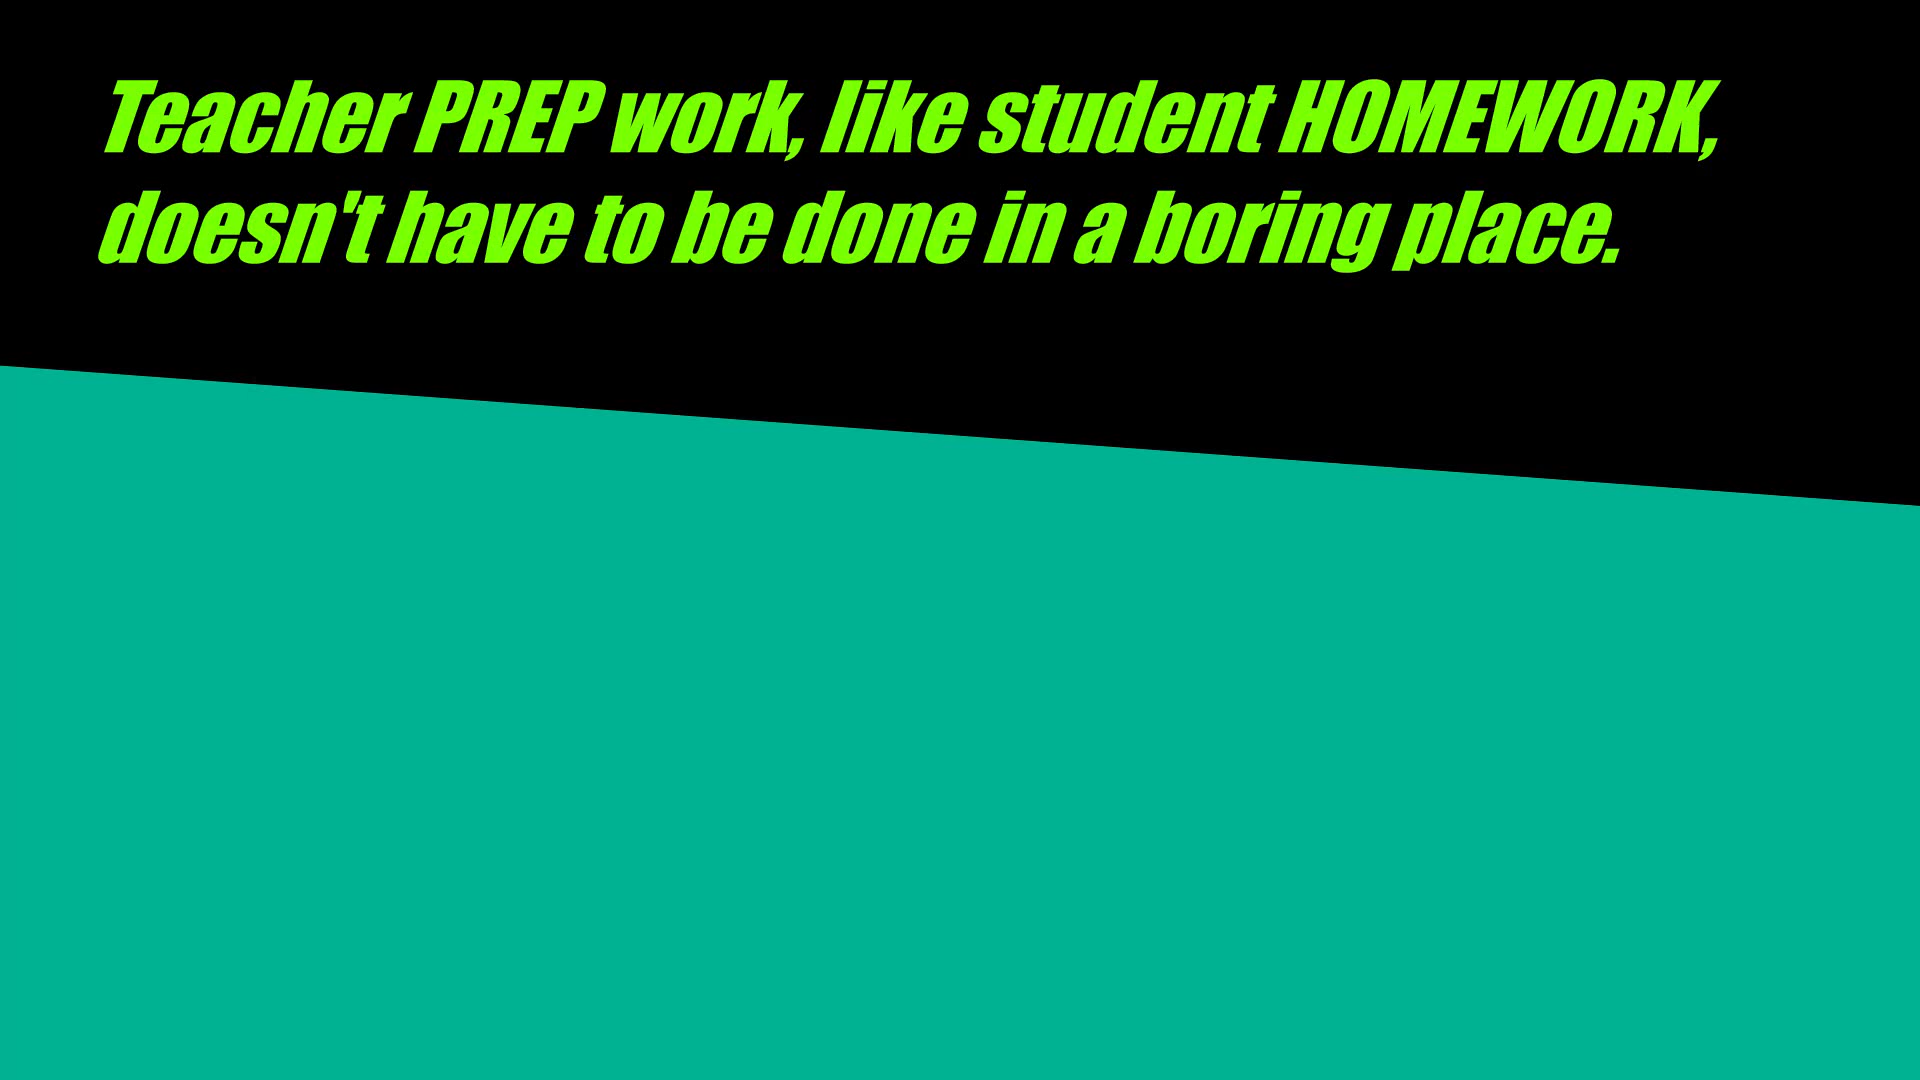 Teacher PREP work, like student HOMEWORK,
doesn't have to be done in a boring place.